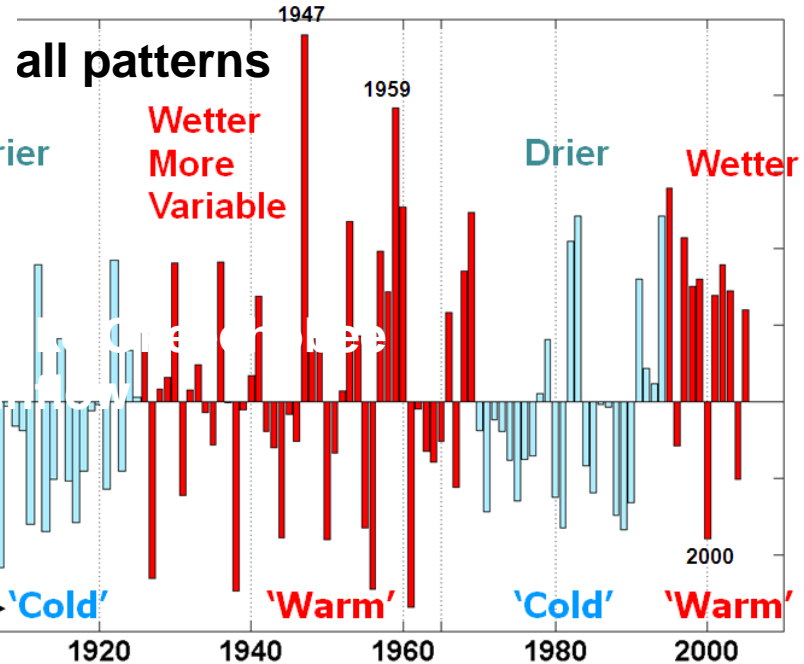 1947
all patterns
1959
Wetter
More
Variable
rier
Drier
Wetter
2000
‘Cold’
‘Warm’
‘Cold’
‘Warm’
1920
1940
1960
1980
2000